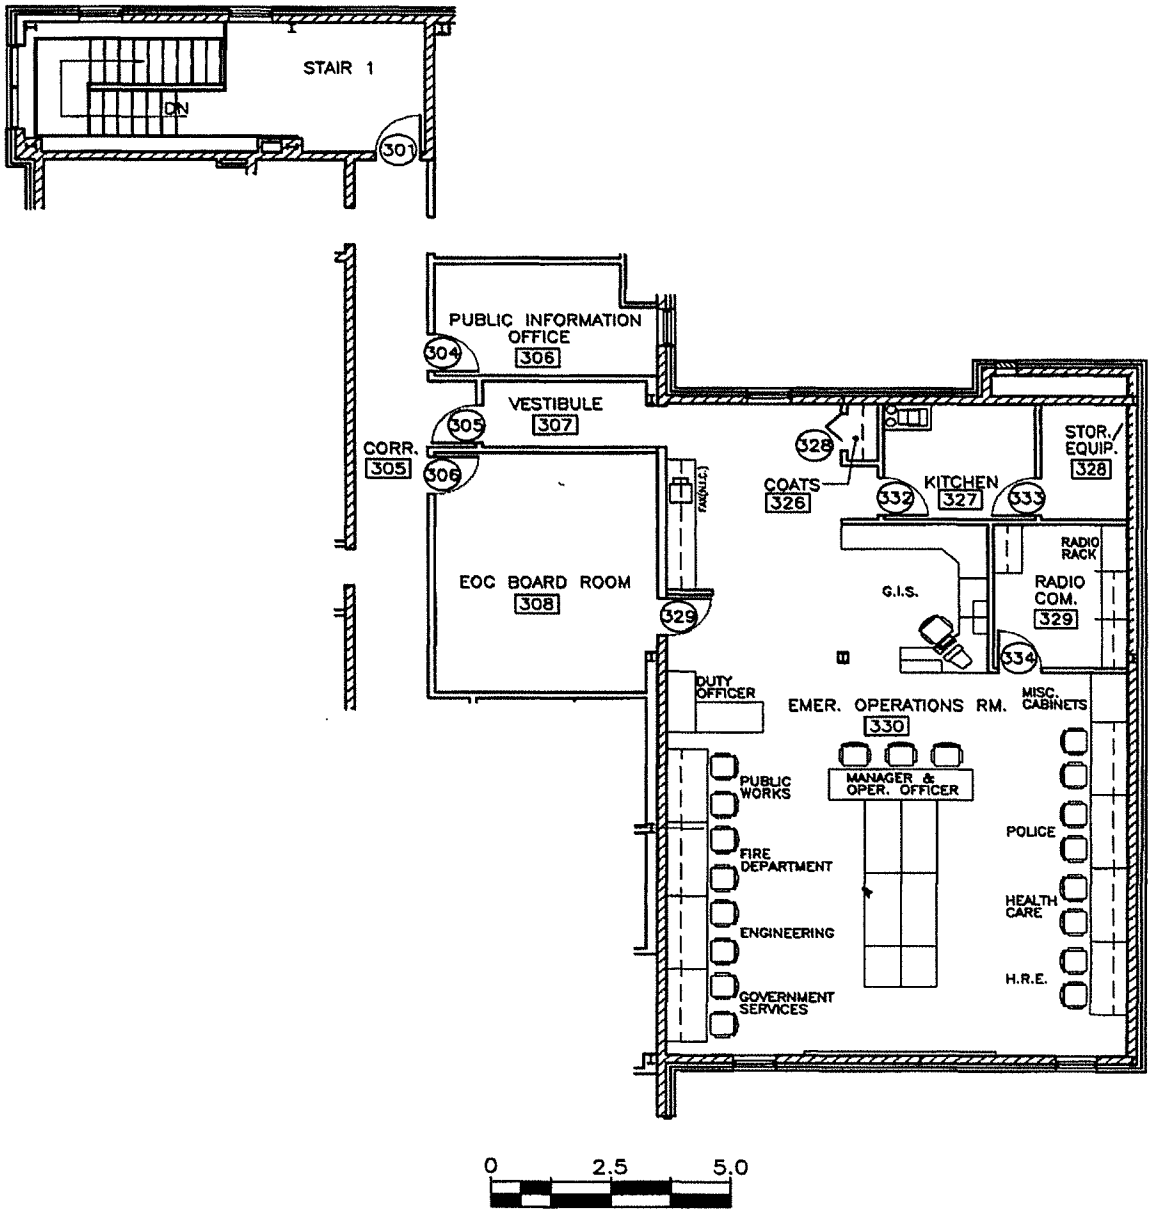 STAIR 1
DN
301
PUBLIC INFORMATION
OFFICE
306
304
VESTIBULE
307
305
CORR.
305
306
328
COATS
326
STOR.
EQUIP.
328
KITCHEN
327
332
333
FAX(N.I.C.)
EOC BOARD ROOM
308
329
G.I.S.
RADIO
RACK
RADIO
COM.
329
334
DUTY
OFFICER
EMER. OPERATIONS RM.
330
MISC.
CABINETS
MANAGER &
OPER. OFFICER
PUBLIC
WORKS
POLICE
FIRE
DEPARTMENT
HEALTH
CARE
ENGINEERING
H.R.E.
GOVERNMENT
SERVICES
0 2.5 5.0